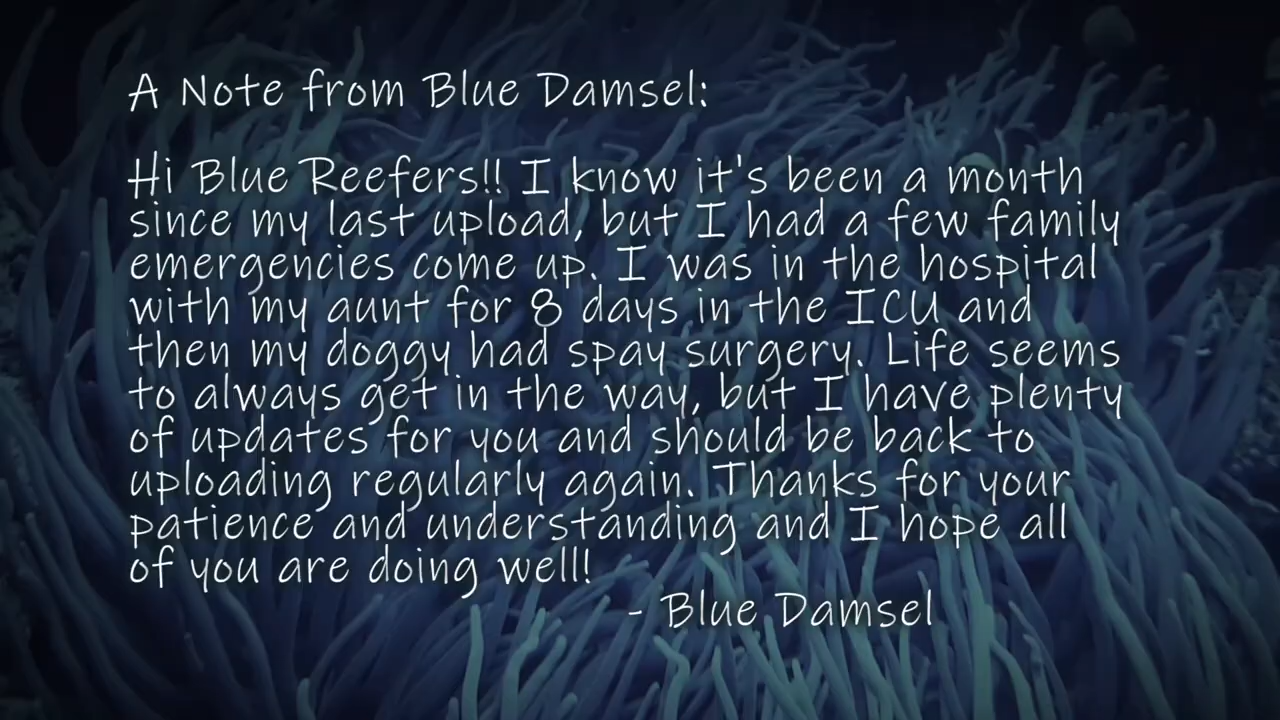 A Note from Blue Damsel:
Hi Blue Reefers!! I know it's been a month
since my last upload, but I had a few family
emergencies come up. I was in the hospital
with my aunt for 8 days in the ICU and
then my doggy had spay surgery. Life seems
to always get in the way, but I have plenty
of updates for you and should be back to
uploading regularly again. Thanks for your
patience and understanding and I hope all
of you are doing well!
- Blue Damsel